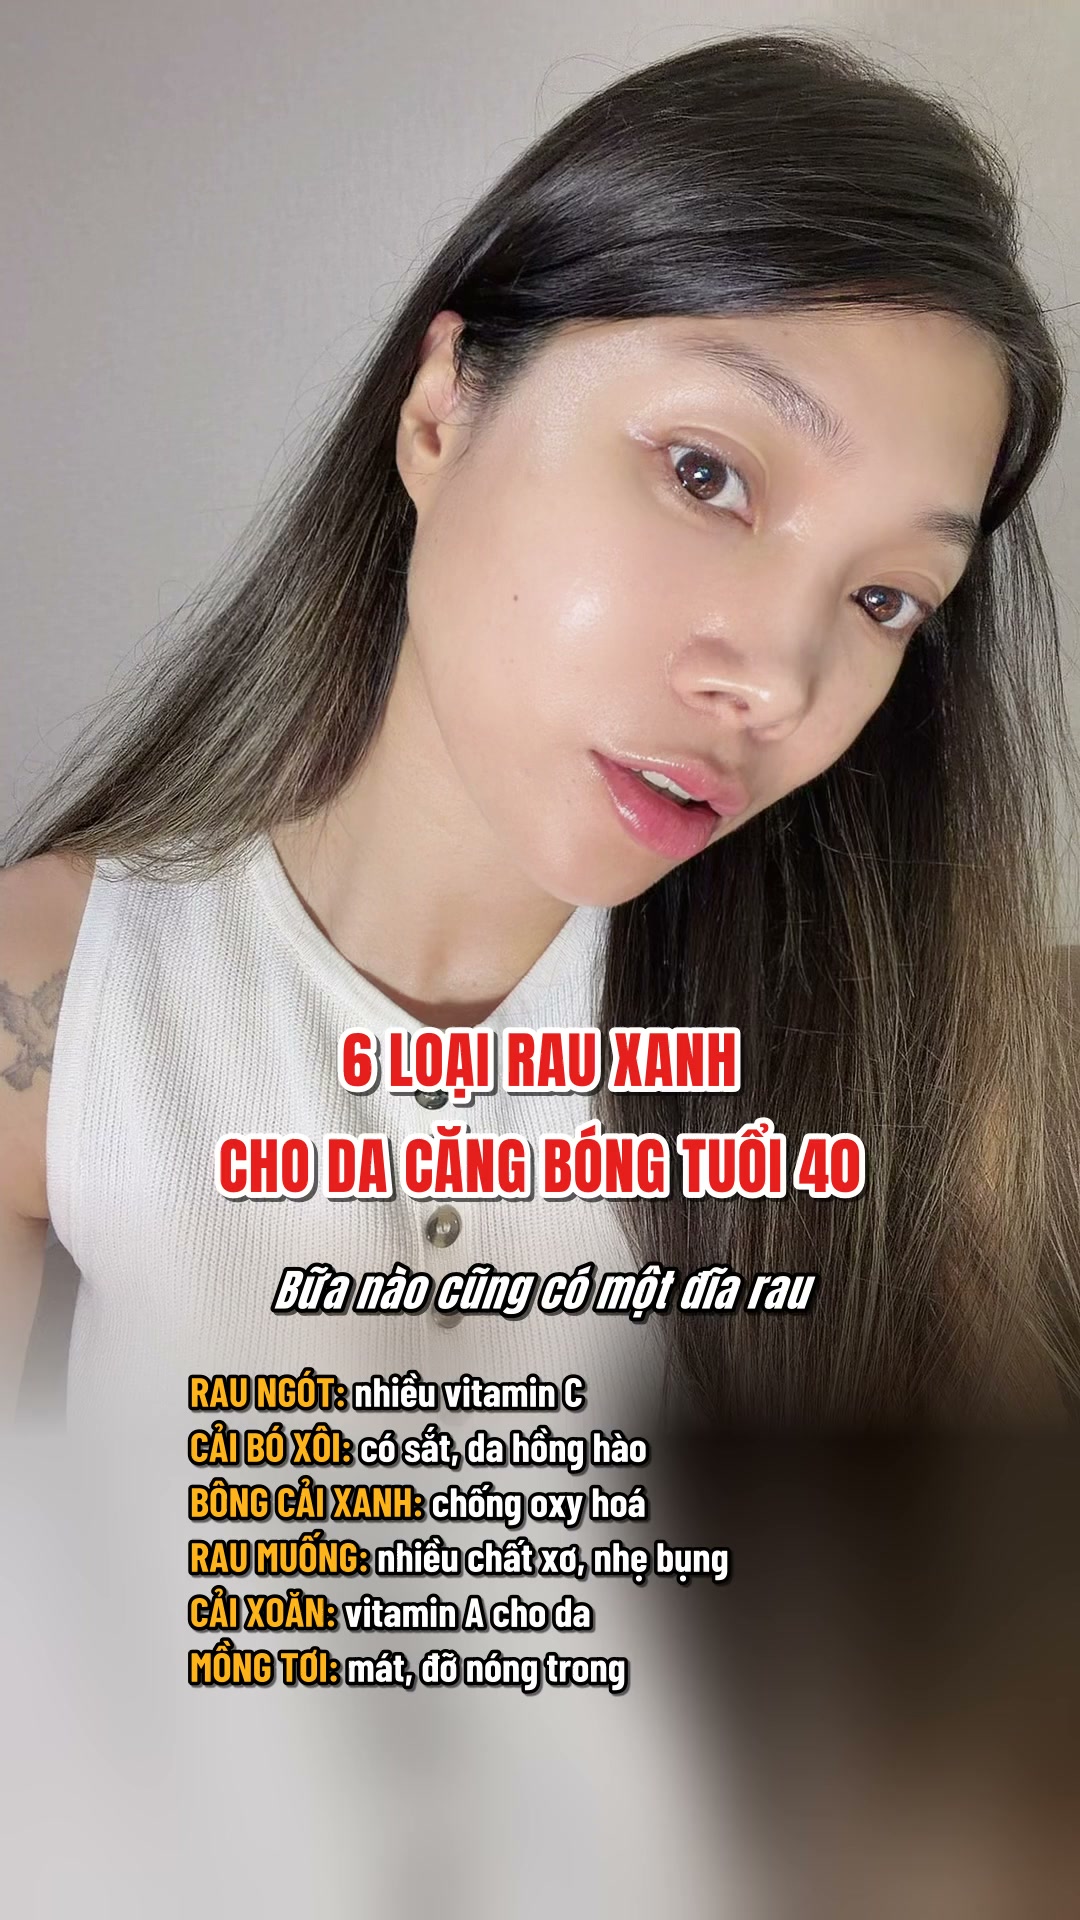 6 LOẠI RAU XANH
CHO DA CĂNG BÓNG TUỔI 40
Bữa nào cũng có một đĩa rau
RAU NGÓT: nhiều vitamin C
CẢI BÓ XÔI: có sắt, da hồng hào
BÔNG CẢI XANH: chống oxy hoá
RAU MUỐNG: nhiều chất xơ, nhẹ bụng
CẢI XOĂN: vitamin A cho da
MỒNG TƠI: mát, đỡ nóng trong